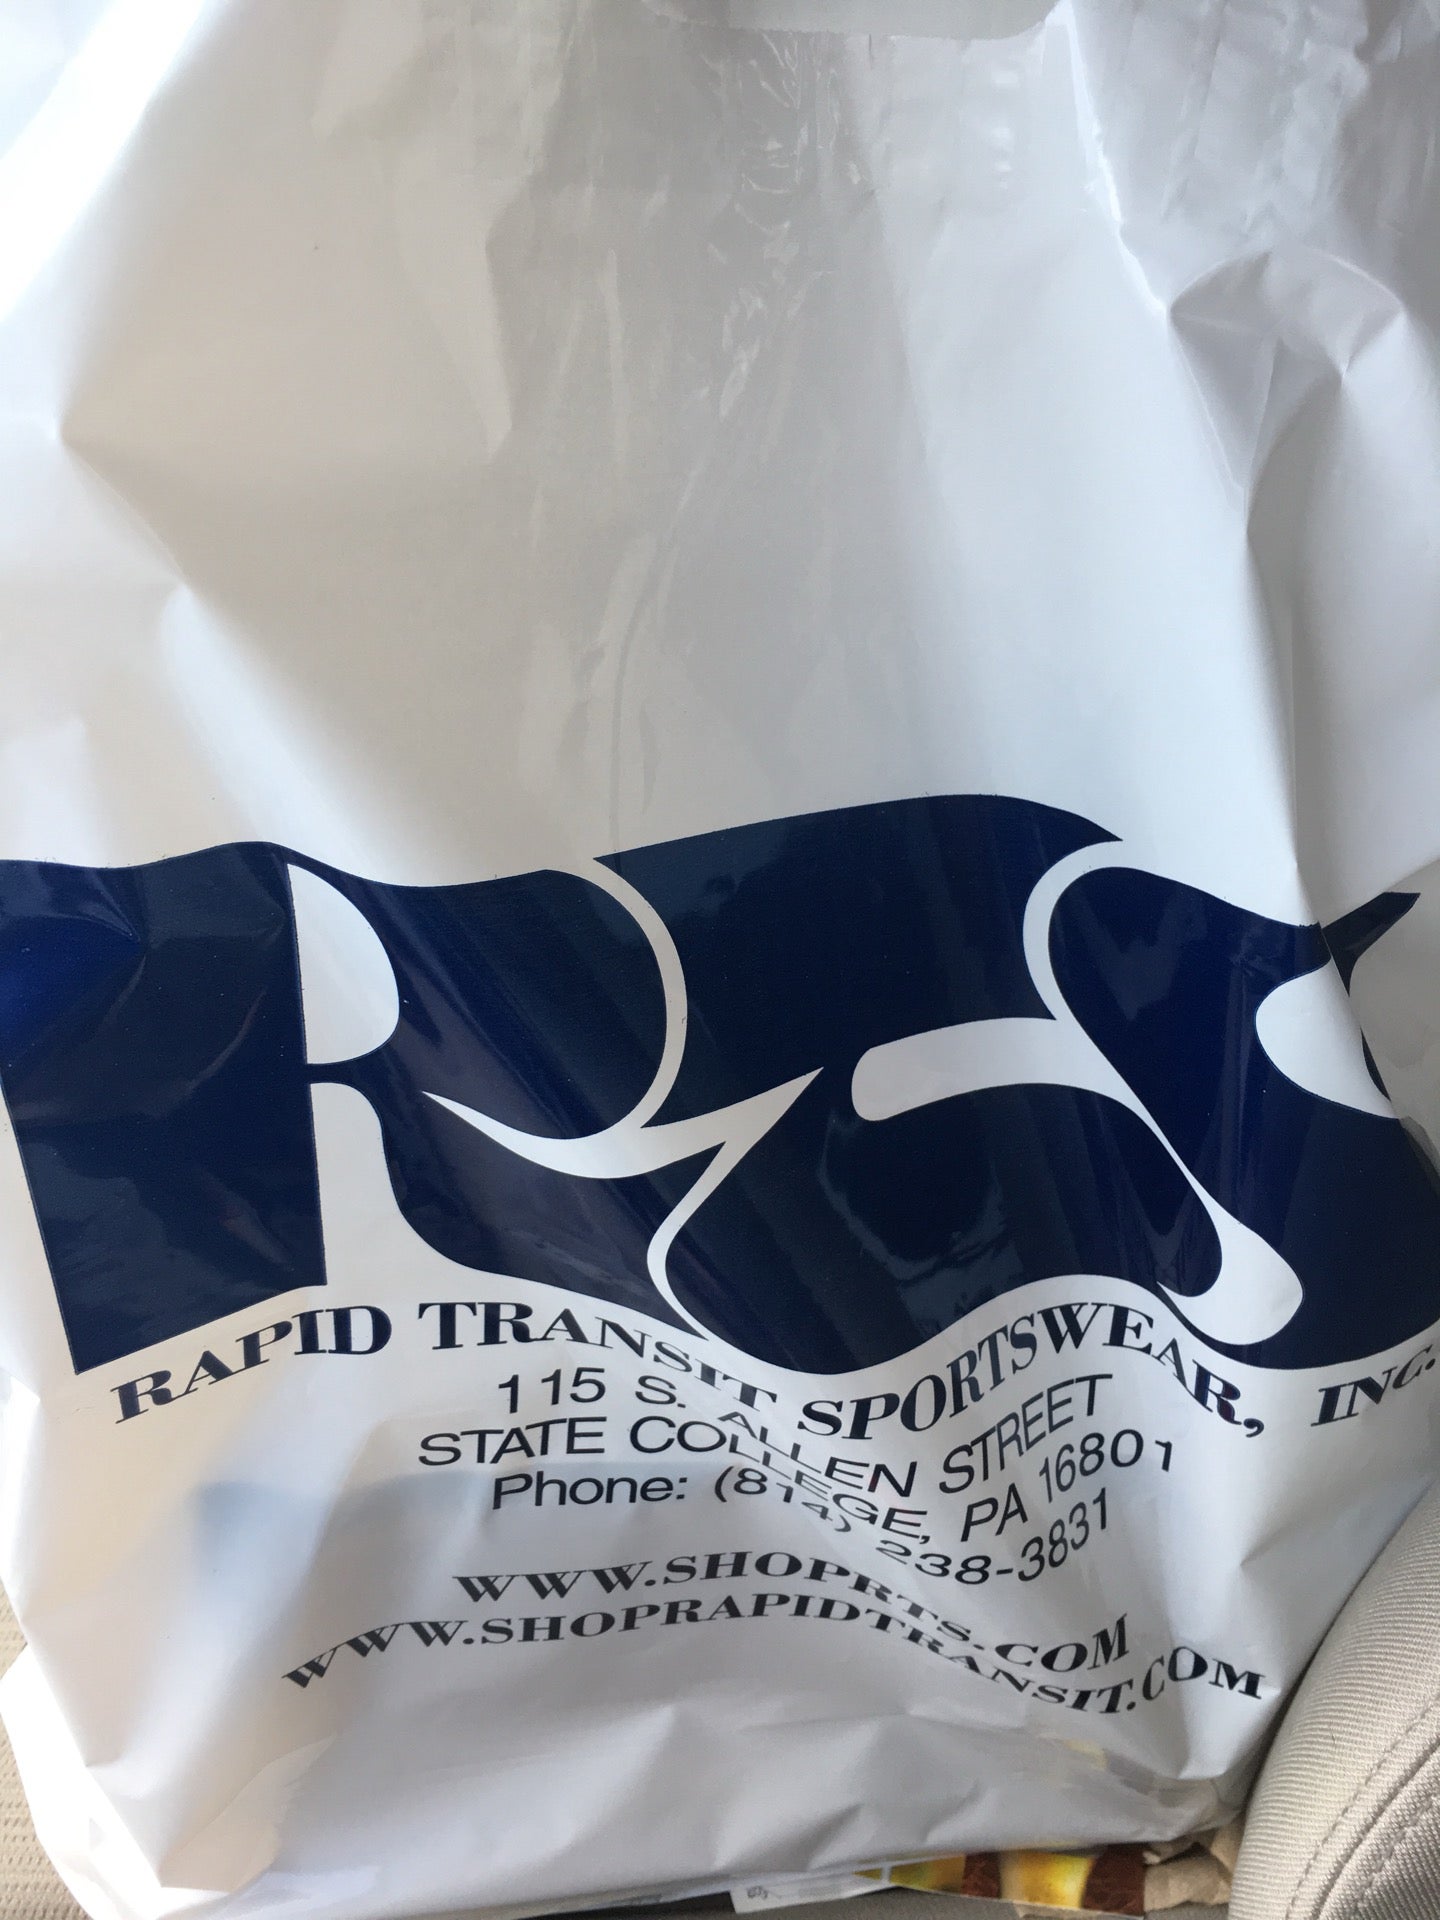 RTS
RAPID TRANSIT SPORTSWEAR, INC.
115 S. ALLEN STREET
STATE COLLEGE, PA 16801
Phone: (814) 238-3831
WWW.SHOPRTS.COM
WWW.SHOPRAPIDTRANSIT.COM